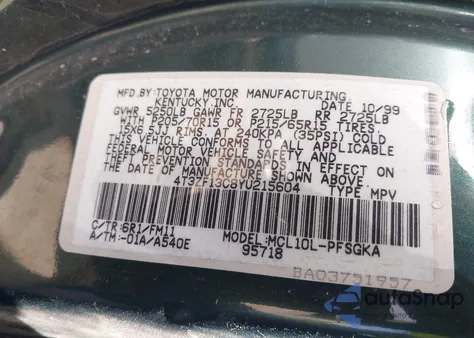 MFD.BY:TOYOTA MOTOR MANUFACTURING
KENTUCKY,INC. DATE 10/99
GVWR 5250LB GAWR FR 2725LB RR 2725LB
WITH P205/70R15 OR P215/65R15 TIRES,
15X6.5JJ RIMS, AT 240KPA (35PSI) COLD
THIS VEHICLE CONFORMS TO ALL APPLICABLE
FEDERAL MOTOR VEHICLE SAFETY AND
THEFT PREVENTION STANDARDS IN EFFECT ON
THE DATE OF MANUFACTURE SHOWN ABOVE.
4T3ZF13C8YU215604 TYPE MPV
C/TR:6R1/FM11 MODEL:MCL10L-PFSGKA
A/TM:-01A/A540E 95718
BA03751957
autoSnap